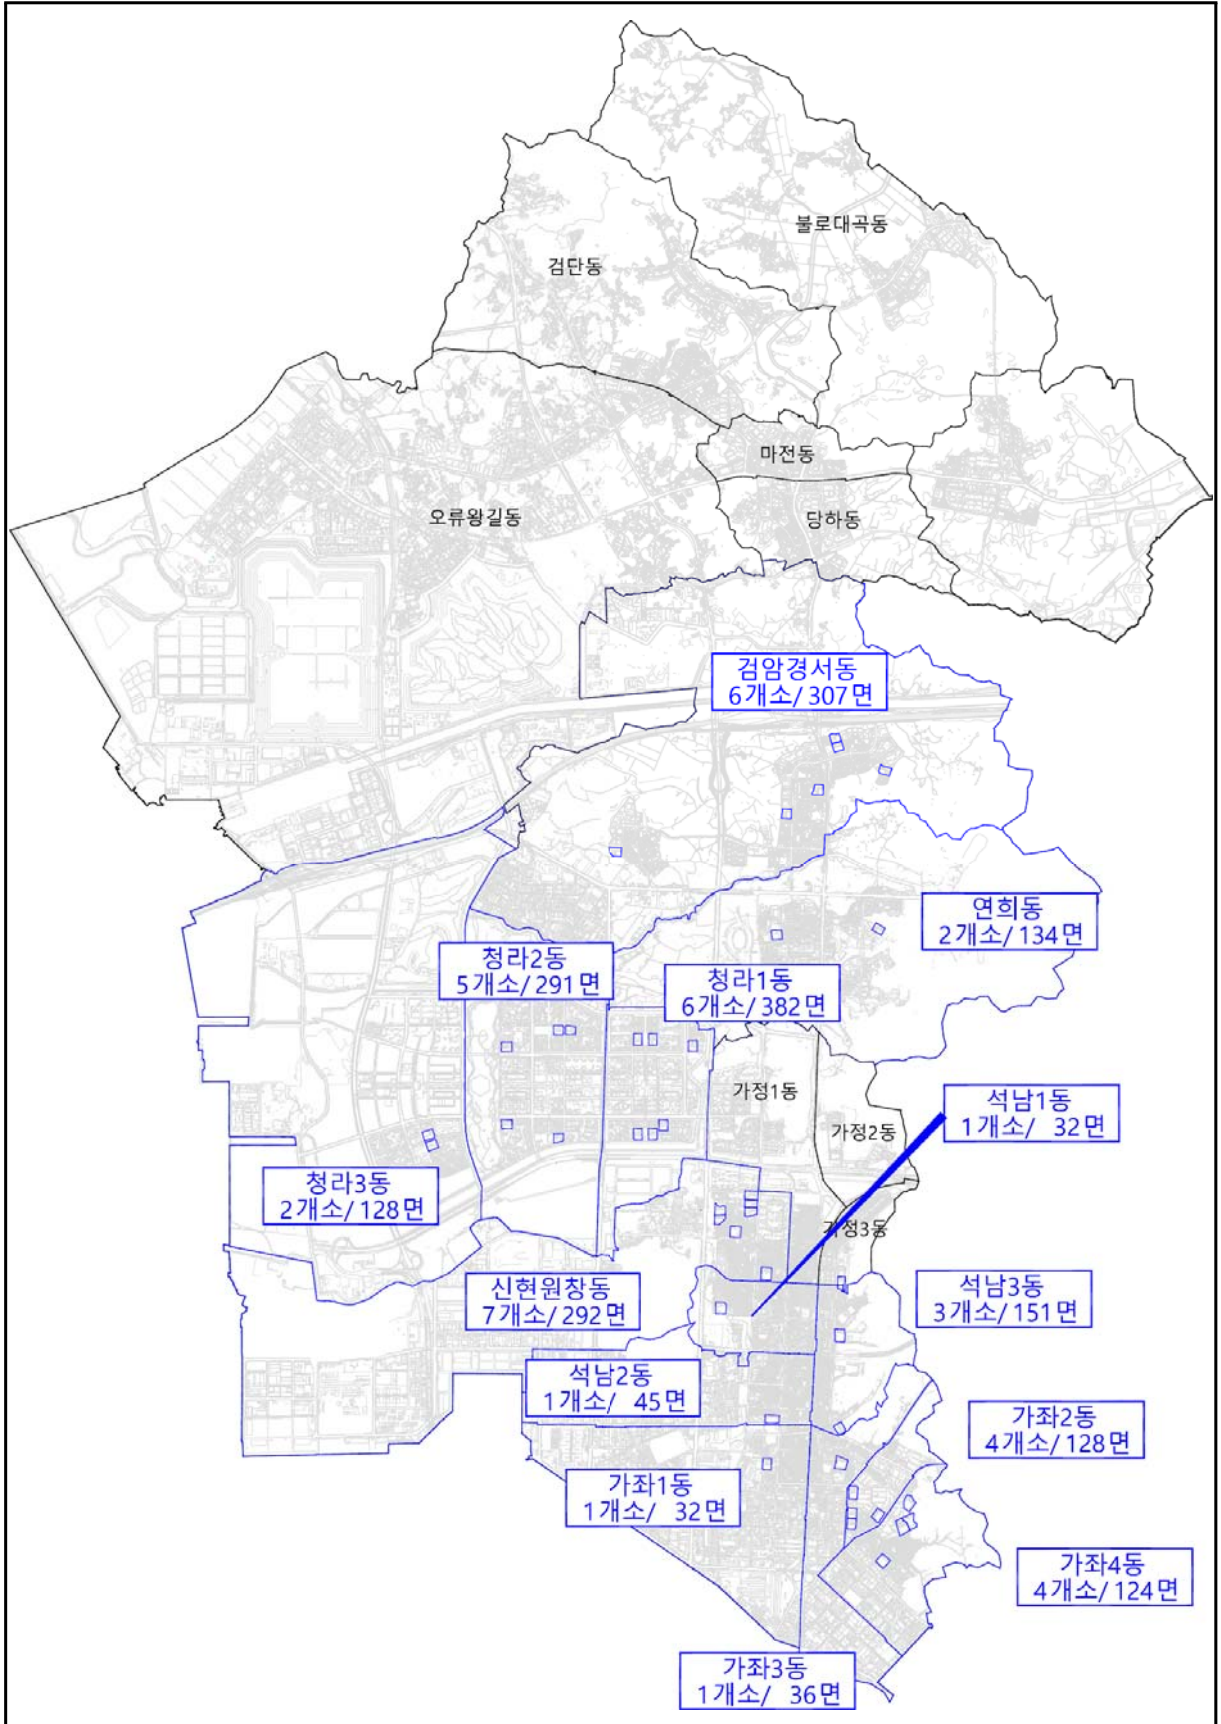 불로대곡동
검단동
마전동
당하동
오류왕길동
검암경서동
6개소/307면
연희동
2개소/134면
청라2동
5개소/291면
청라1동
6개소/382면
가정1동
석남1동
1개소/ 32면
가정2동
청라3동
2개소/128면
가정3동
신현원창동
7개소/292면
석남3동
3개소/151면
석남2동
1개소/ 45면
가좌2동
4개소/128면
가좌1동
1개소/ 32면
가좌4동
4개소/124면
가좌3동
1개소/ 36면